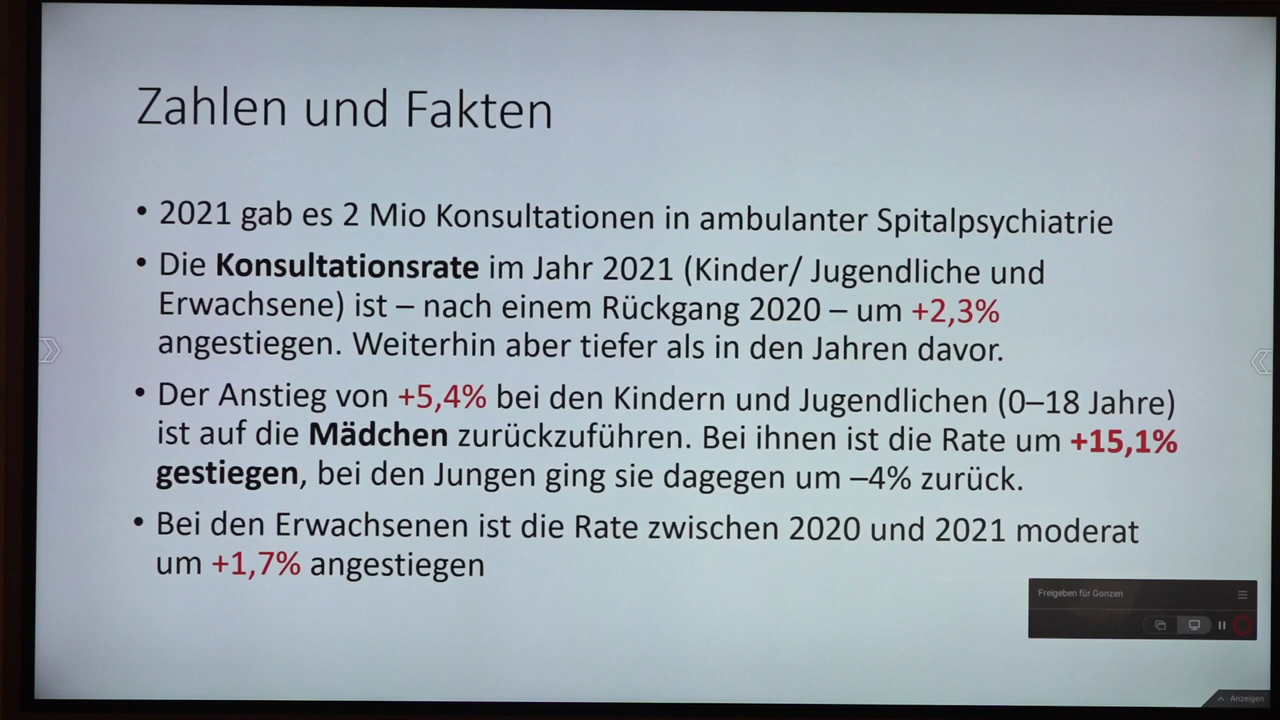 Zahlen und Fakten
• 2021 gab es 2 Mio Konsultationen in ambulanter Spitalpsychiatrie
• Die Konsultationsrate im Jahr 2021 (Kinder/ Jugendliche und
Erwachsene) ist – nach einem Rückgang 2020 – um +2,3%
angestiegen. Weiterhin aber tiefer als in den Jahren davor.
• Der Anstieg von +5,4% bei den Kindern und Jugendlichen (0–18 Jahre)
ist auf die Mädchen zurückzuführen. Bei ihnen ist die Rate um +15,1%
gestiegen, bei den Jungen ging sie dagegen um –4% zurück.
• Bei den Erwachsenen ist die Rate zwischen 2020 und 2021 moderat
um +1,7% angestiegen
Freigeben für Gonzen
Anzeigen